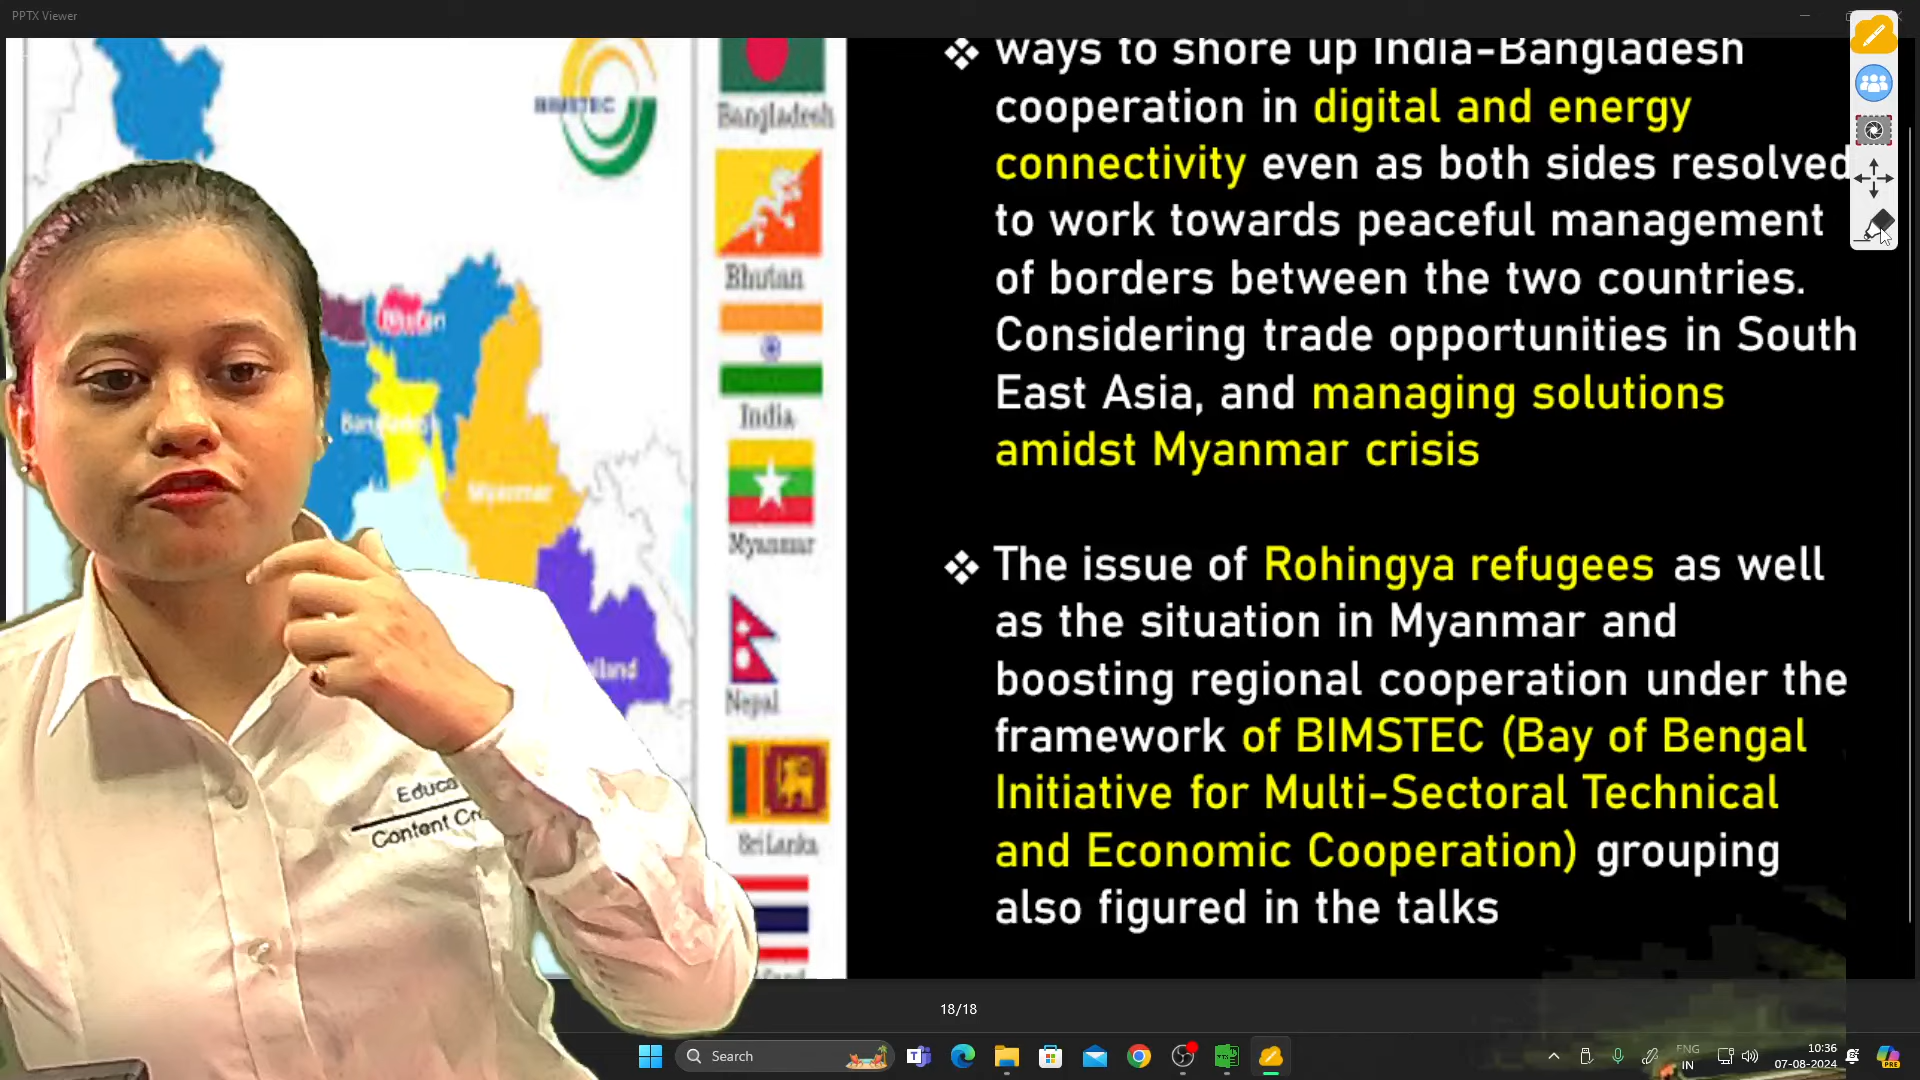 PPTX Viewer
BIMSTEC
Bangladesh
Bhutan
India
Myanmar
Nepal
Sri Lanka
Bhutan
Myanmar
ways to shore up India-Bangladesh
cooperation in digital and energy
connectivity even as both sides resolved
to work towards peaceful management
of borders between the two countries.
Considering trade opportunities in South
East Asia, and managing solutions
amidst Myanmar crisis
The issue of Rohingya refugees as well
as the situation in Myanmar and
boosting regional cooperation under the
framework of BIMSTEC (Bay of Bengal
Initiative for Multi-Sectoral Technical
and Economic Cooperation) grouping
also figured in the talks
Educa
Content Cr
18/18
Search
ENG
IN
10:36
07-08-2024